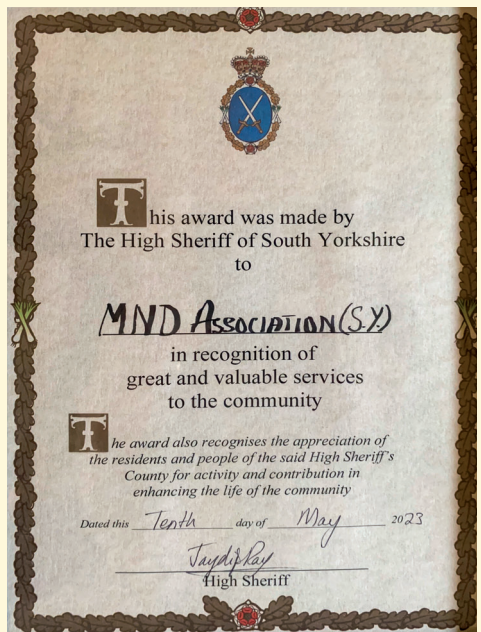 This award was made by
The High Sheriff of South Yorkshire
to
MND ASSOCIATION (S.Y)
in recognition of
great and valuable services
to the community
The award also recognises the appreciation of
the residents and people of the said High Sheriff's
County for activity and contribution in
enhancing the life of the community
Dated this Tenth day of May 2023
Jaydip Ray
High Sheriff